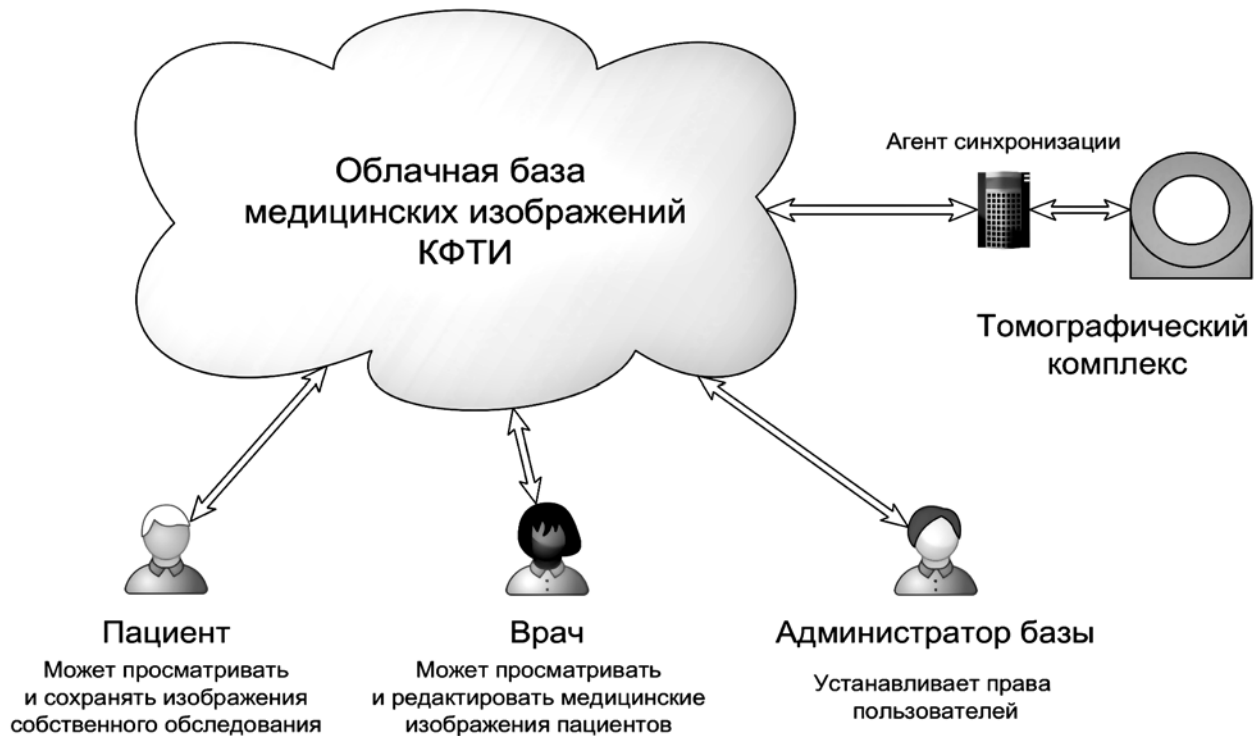 Облачная база
медицинских изображений
КФТИ
Агент синхронизации
Томографический
комплекс
Пациент
Может просматривать
и сохранять изображения
собственного обследования
Врач
Может просматривать
и редактировать медицинские
изображения пациентов
Администратор базы
Устанавливает права
пользователей